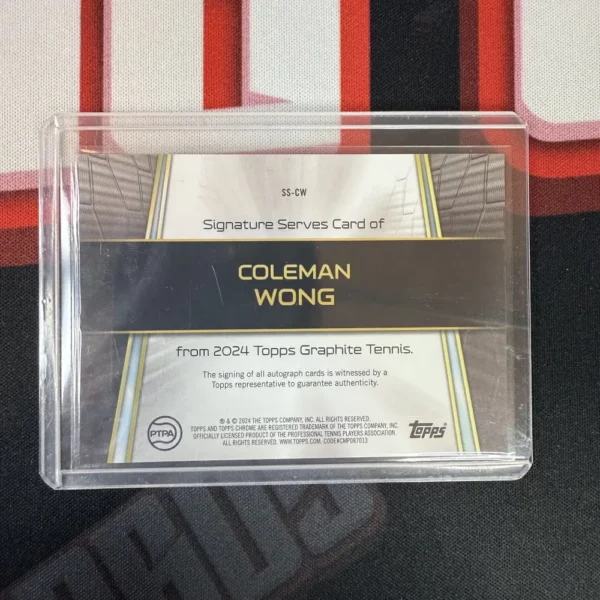 SS-CW
Signature Serves Card of
COLEMAN
WONG
from 2024 Topps Graphite Tennis.
The signing of all autograph cards is witnessed by a
Topps representative to guarantee authenticity.
PTPA
® & © 2024 THE TOPPS COMPANY, INC. ALL RIGHTS RESERVED.
TOPPS AND TOPPS CHROME ARE REGISTERED TRADEMARK OF THE TOPPS COMPANY, INC.
OFFICIALLY LICENSED PRODUCT OF THE PROFESSIONAL TENNIS PLAYERS ASSOCIATION.
ALL RIGHTS RESERVED. WWW.TOPPS.COM. CODE#CMP087013
topps